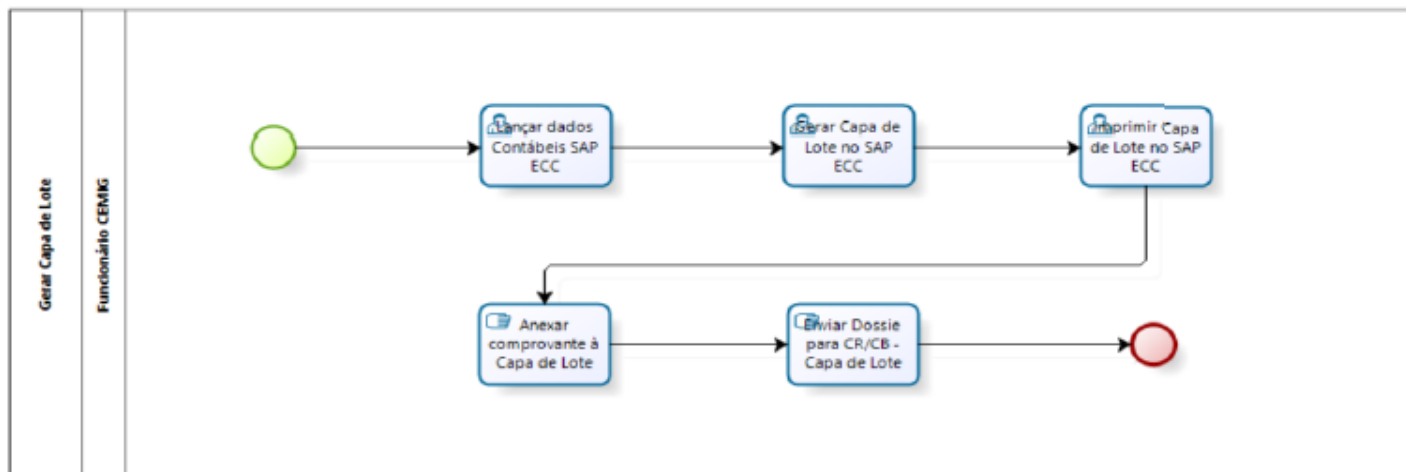 Gerar Capa de Lote
Funcionário CEMIG
Lançar dados
Contábeis SAP
ECC
Gerar Capa de
Lote no SAP
ECC
Imprimir Capa
de Lote no SAP
ECC
Anexar
comprovante à
Capa de Lote
Enviar Dossie
para CR/CB -
Capa de Lote